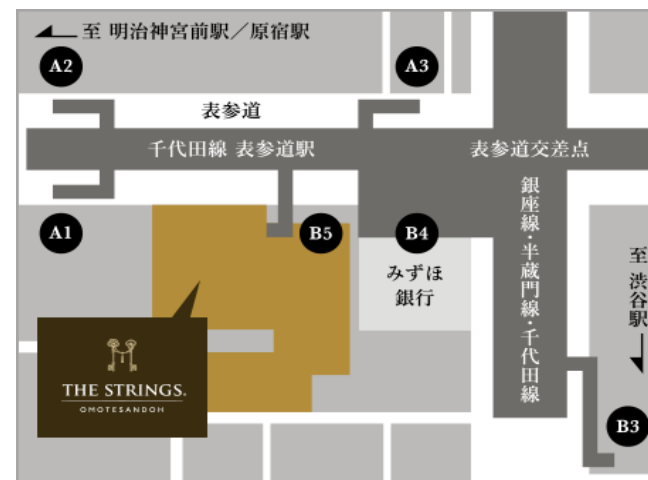 至 明治神宮前駅／原宿駅
A2
A3
表参道
千代田線 表参道駅
表参道交差点
A1
B5
B4
みずほ
銀行
銀座線・半蔵門線・千代田線
至 渋谷駅
THE STRINGS.
OMOTESANDOH
B3